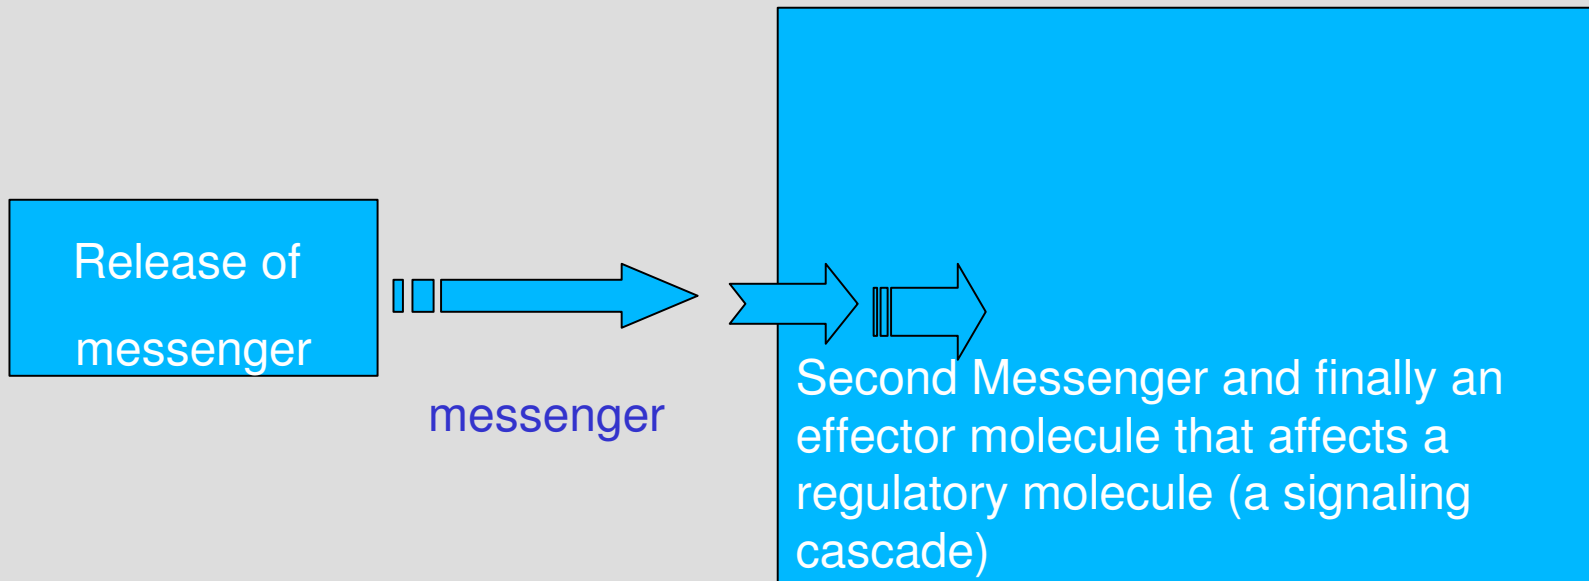 Release of
messenger
messenger
Second Messenger and finally an
effector molecule that affects a
regulatory molecule (a signaling
cascade)